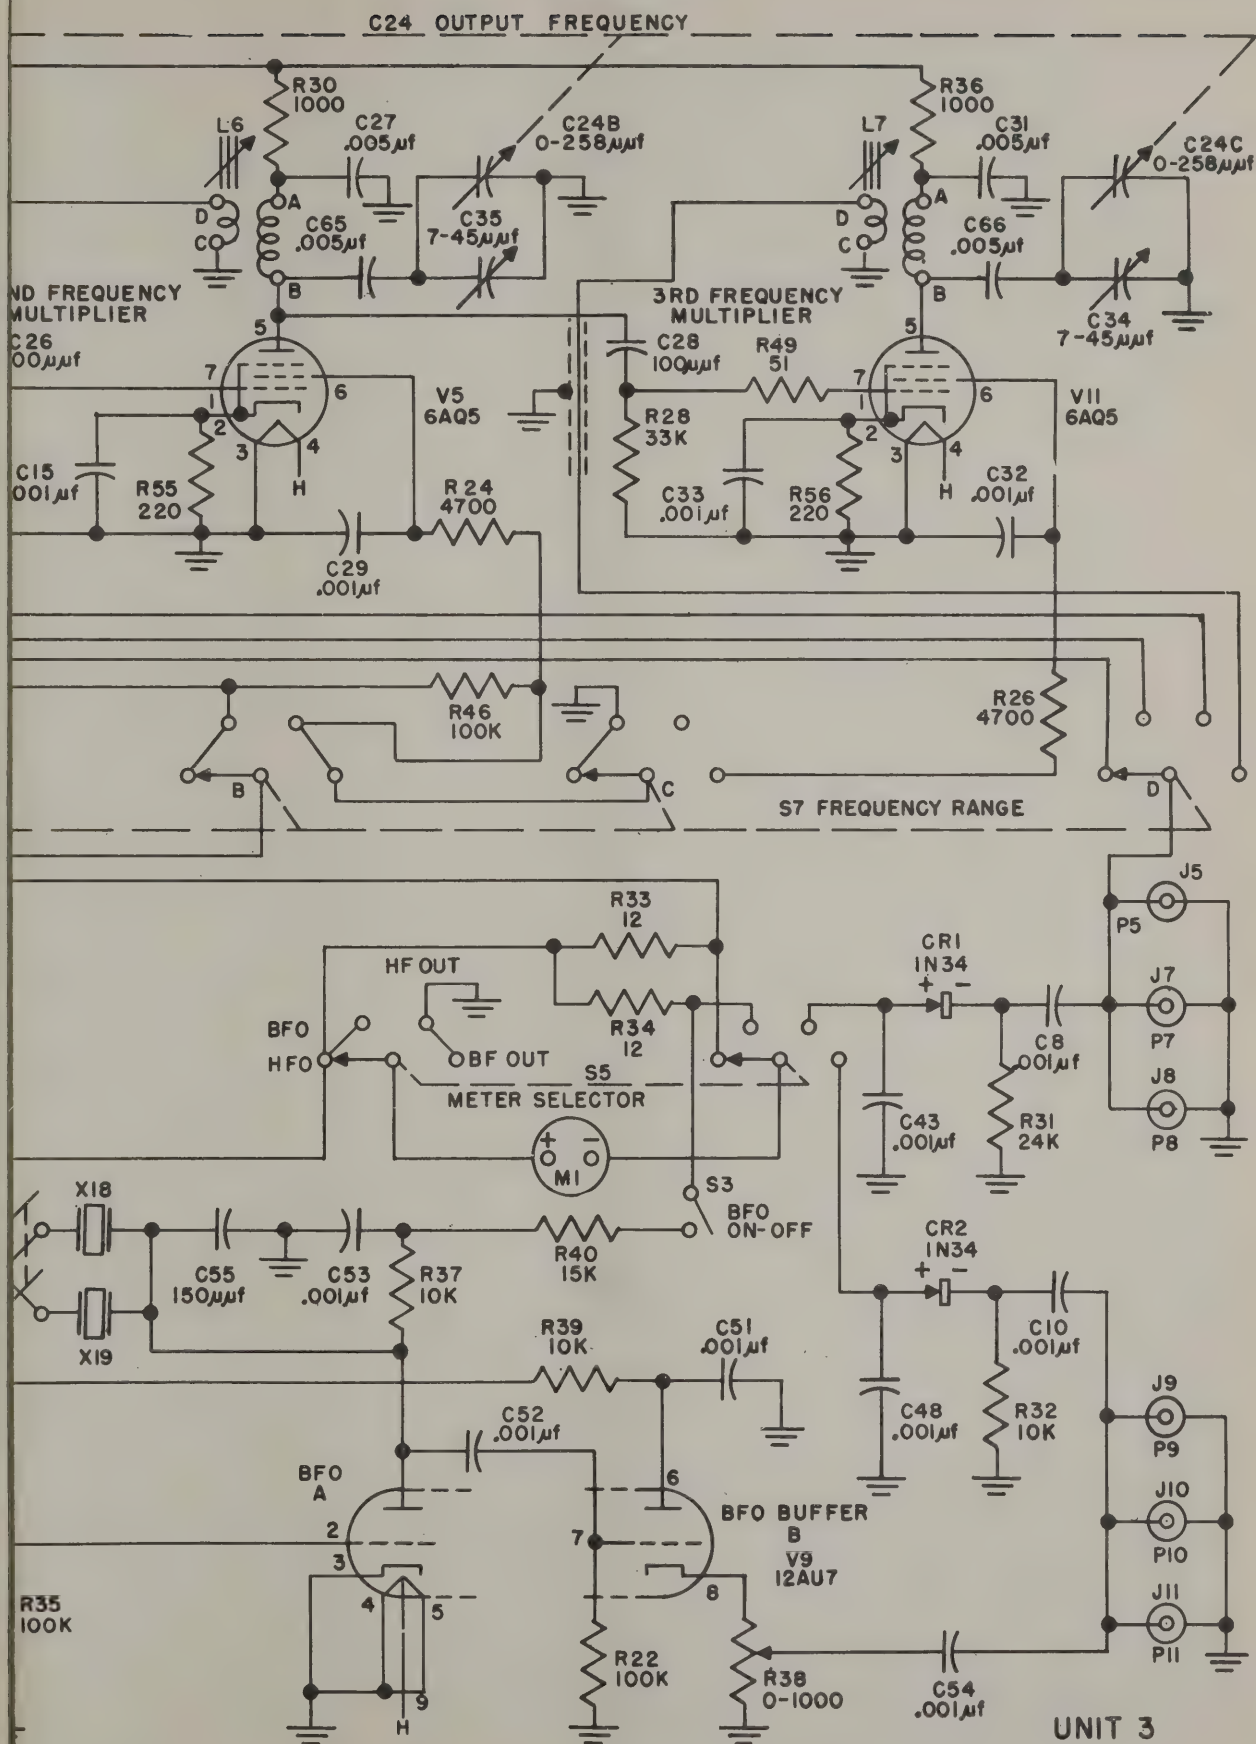 C24 OUTPUT FREQUENCY
R30
1000
L6
C27
.005µf
C24B
0-258µµf
R36
1000
L7
C31
.005µf
C24C
0-258µµf
D
A
C
C65
.005µf
C35
7-45µµf
B
D
A
C
C66
.005µf
B
C34
7-45µµf
ND FREQUENCY
MULTIPLIER
C26
00µµf
3RD FREQUENCY
MULTIPLIER
5
7
1
2
6
3
4
H
V5
6AQ5
C28
100µµf
R49
51
R28
33K
5
7
1
2
6
3
4
H
V11
6AQ5
C15
001µf
R55
220
R24
4700
C29
.001µf
C33
.001µf
R56
220
C32
.001µf
R46
100K
R26
4700
B
C
D
S7 FREQUENCY RANGE
R33
12
HF OUT
R34
12
BFO
HFO
BF OUT
S5
METER SELECTOR
+ -
M1
CR1
1N34
+ -
C8
.001µf
C43
.001µf
R31
24K
J5
P5
J7
P7
J8
P8
X18
X19
C55
150µµf
C53
.001µf
R37
10K
R40
15K
S3
BFO
ON-OFF
CR2
1N34
+ -
C10
.001µf
R39
10K
C51
.001µf
C48
.001µf
R32
10K
J9
P9
J10
P10
J11
P11
C52
.001µf
BFO
A
2
3
4
5
9
H
6
7
8
BFO BUFFER
B
V9
12AU7
R35
100K
R22
100K
R38
0-1000
C54
.001µf
UNIT 3